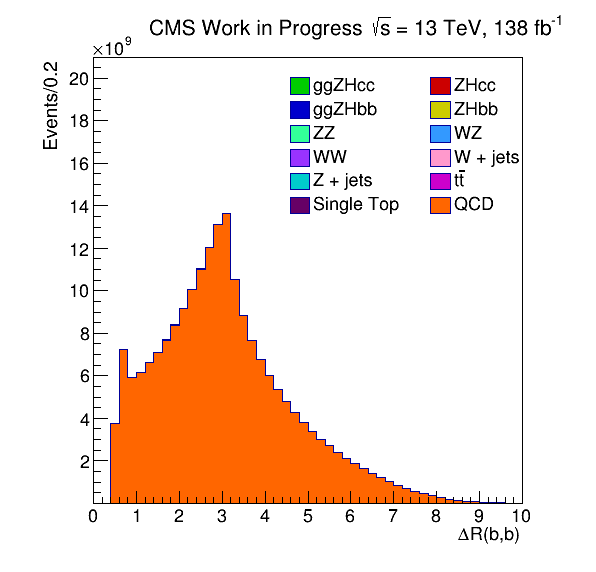 CMS Work in Progress √s = 13 TeV, 138 fb⁻¹
×10⁹
Events/0.2
20
18
16
14
12
10
8
6
4
2
ggZHcc ZHcc
ggZHbb ZHbb
ZZ WZ
WW W + jets
Z + jets tt̄
Single Top QCD
0 1 2 3 4 5 6 7 8 9 10
ΔR(b,b)